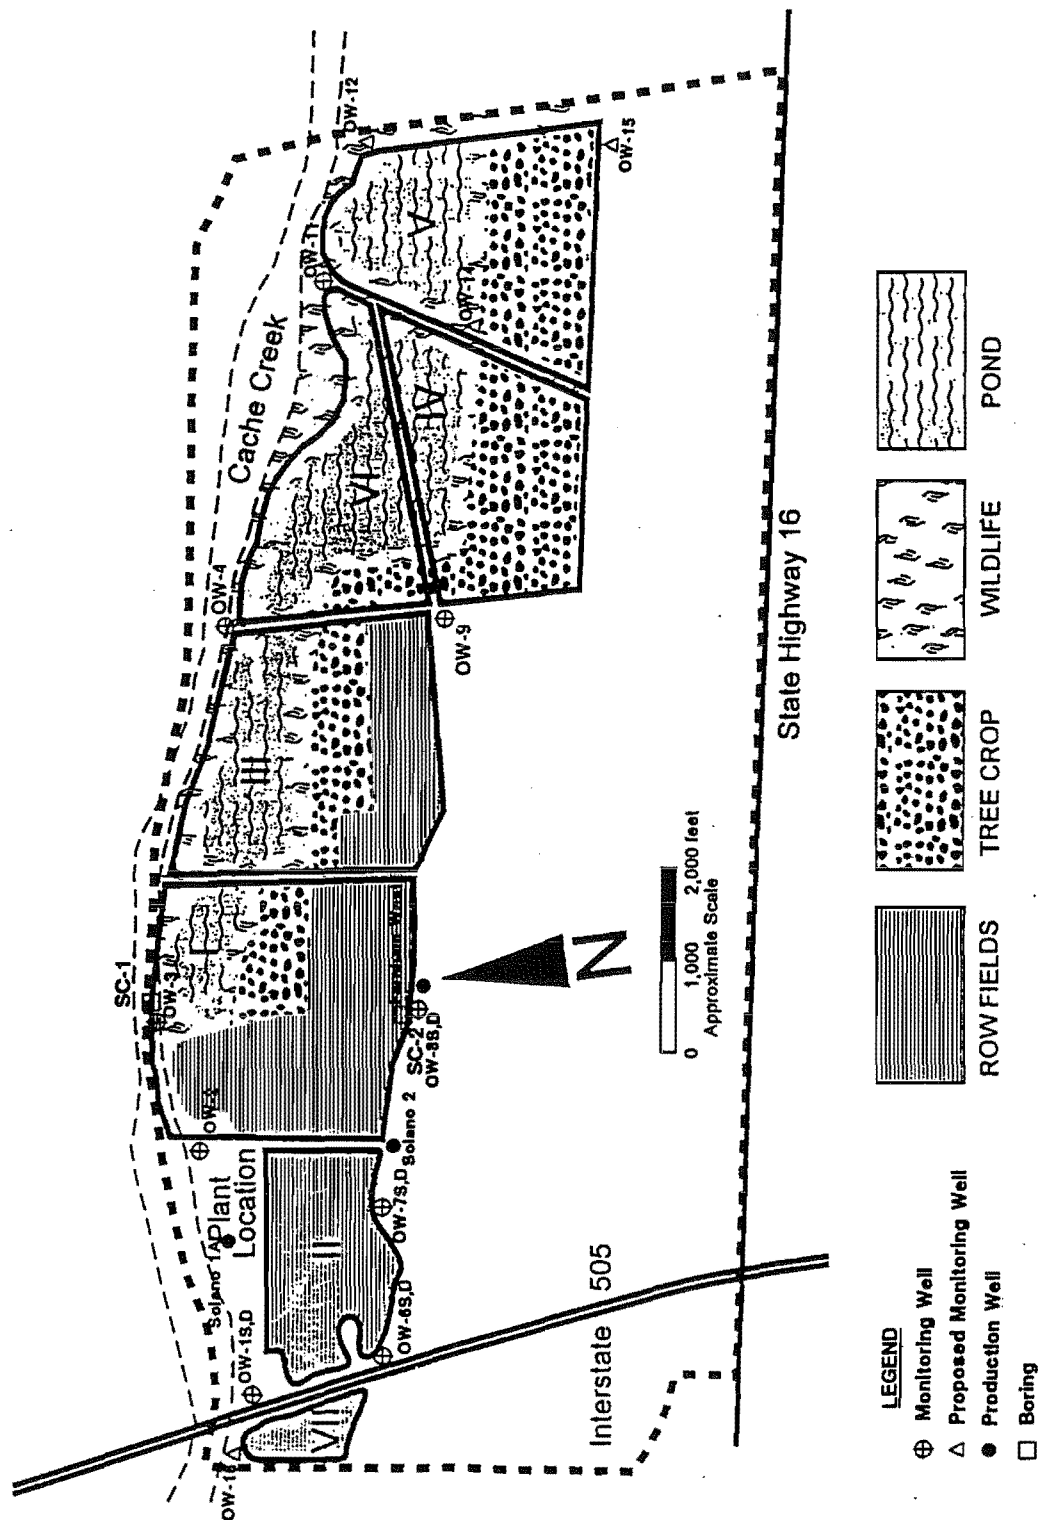 OW-12
OW-11
Cache Creek
OW-4
V
OW-14
OW-15
IV
OW-9
III
SC-1
OW-3
I
SC-2
OW-8S,D
Solano 2
Plant
Location
Solano 1A
OW-7S,D
II
OW-1S,D
OW-6S,D
VII
Interstate 505
State Highway 16
N
0 1,000 2,000 feet
Approximate Scale
LEGEND
Monitoring Well
Proposed Monitoring Well
Production Well
Boring
ROW FIELDS
TREE CROP
WILDLIFE
POND